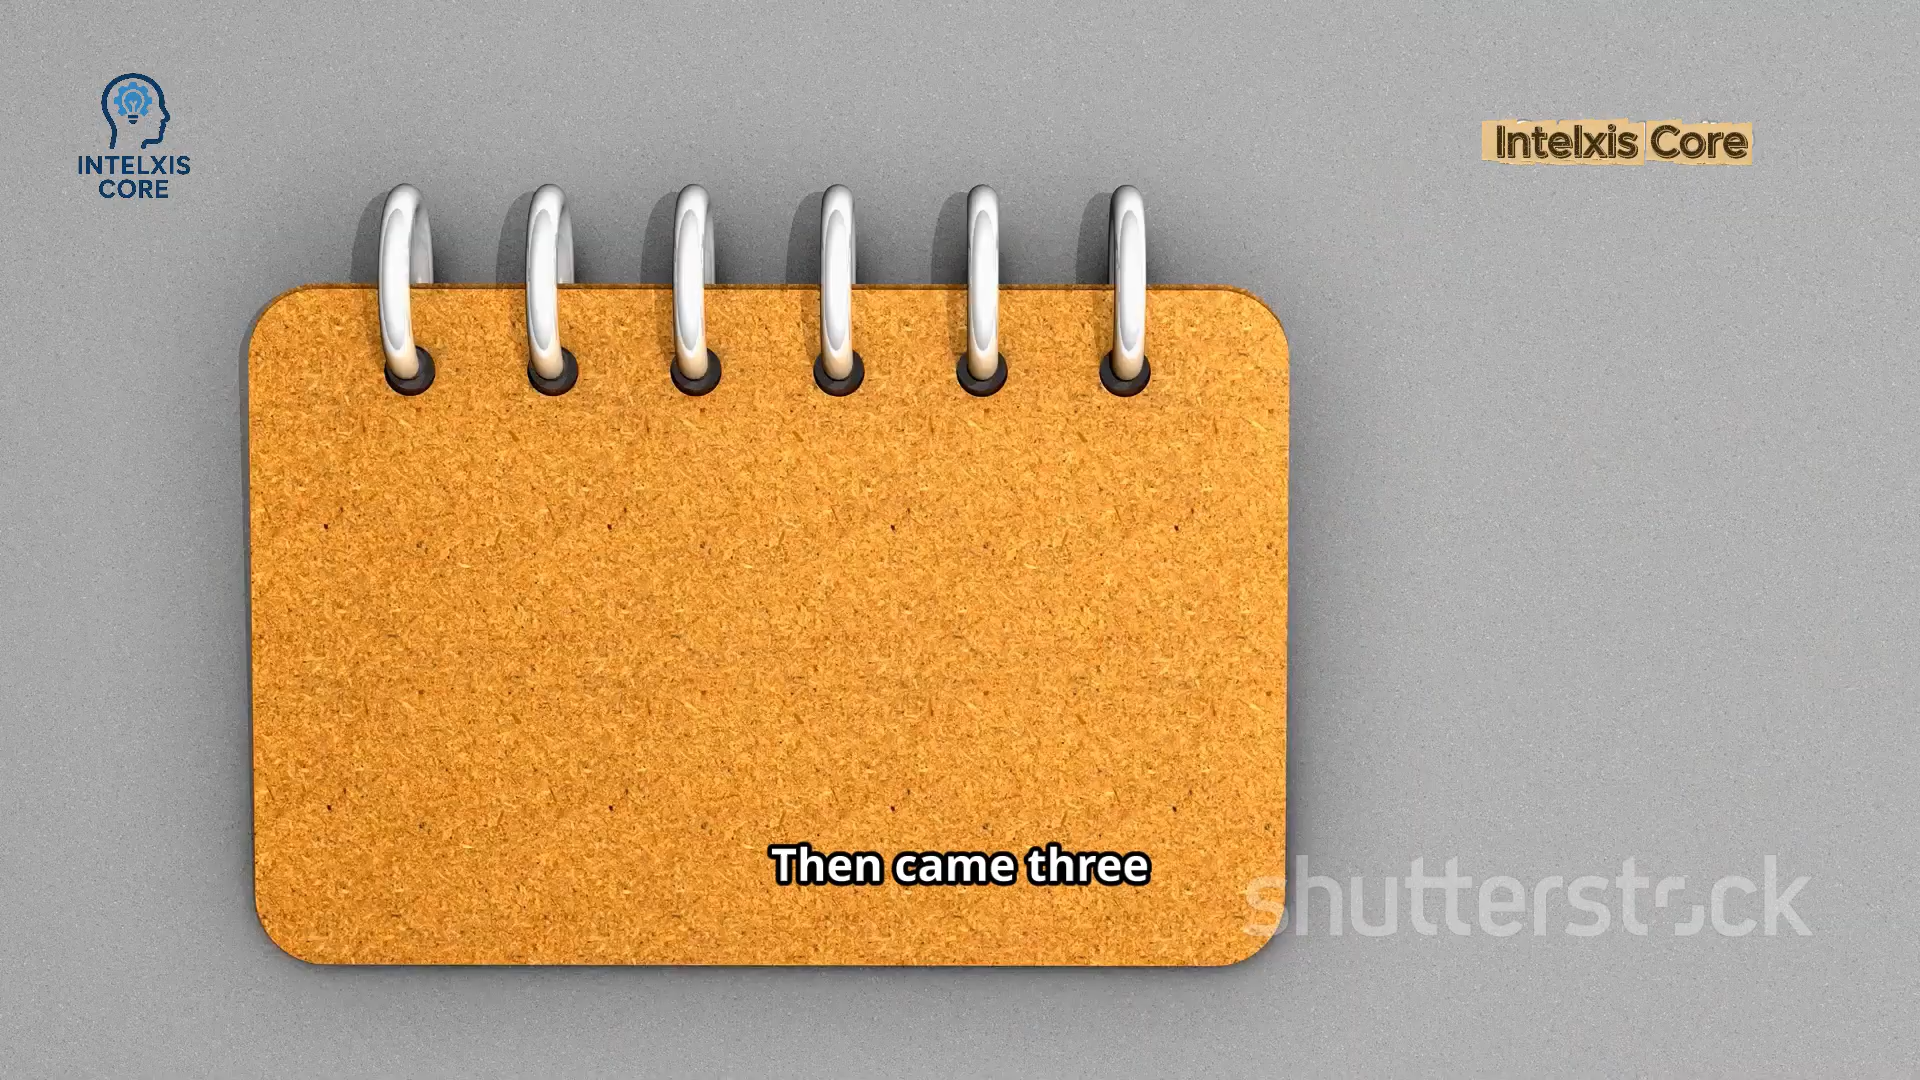 INTELXIS
CORE
Intelxis Core
Then came three
shutterstock